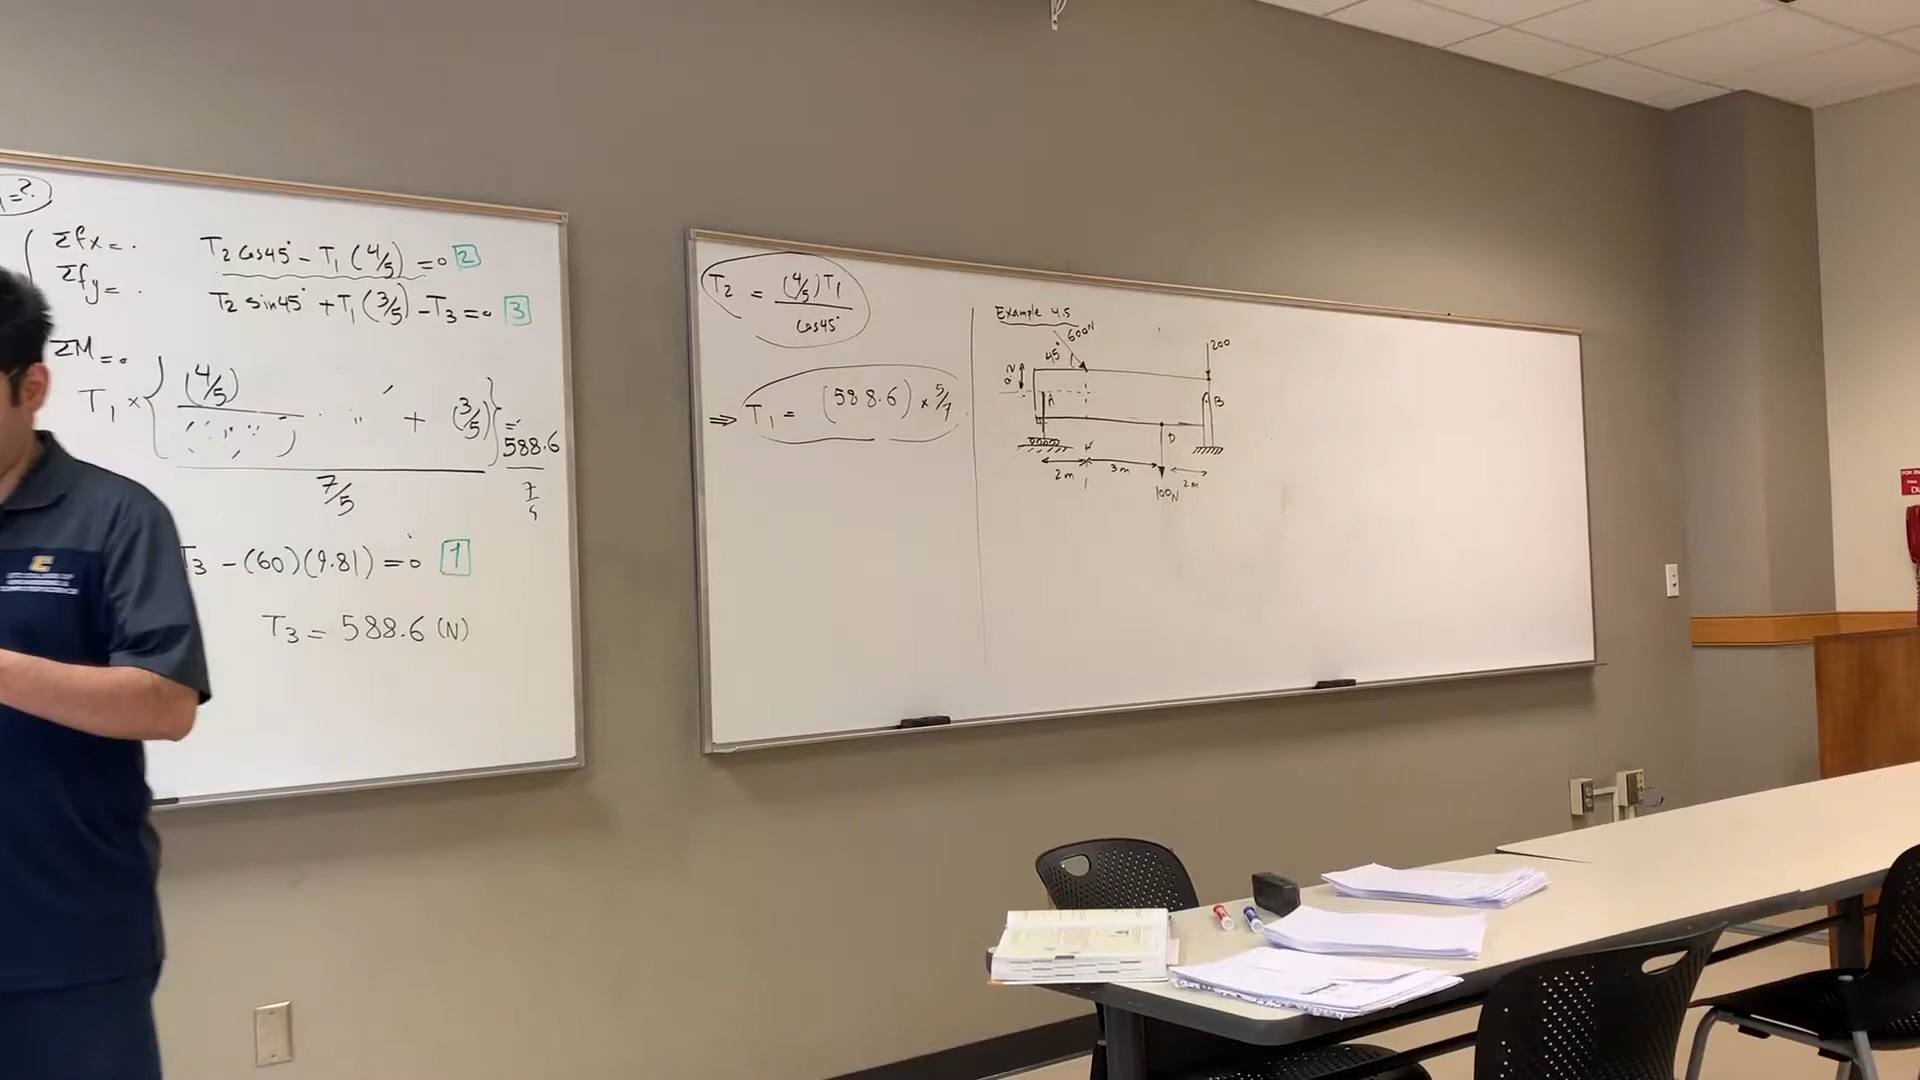 =?
Σfx = .
T2 cos45° - T1 (4/5) = 0 [2]
Σfy = .
T2 sin45° + T1 (3/5) - T3 = 0 [3]
ΣM = 0
T1 × { (4/5) + (3/5) } =
588.6
7/5
7
5
T3 - (60)(9.81) = 0 [1]
T3 = 588.6 (N)
T2 = (4/5)T1
cos45°
⇒ T1 = (588.6) × 5/7
Example 4.5
600N
45°
200
A
B
D
2m
3m
2m
100N